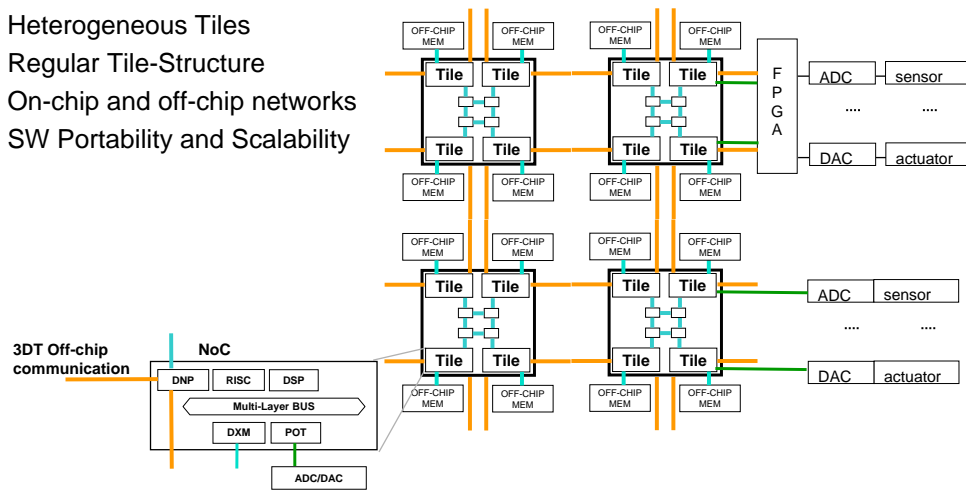 Heterogeneous Tiles
Regular Tile-Structure
On-chip and off-chip networks
SW Portability and Scalability
OFF-CHIP
MEM
OFF-CHIP
MEM
OFF-CHIP
MEM
OFF-CHIP
MEM
Tile
Tile
Tile
Tile
F
P
G
A
ADC
sensor
....
....
Tile
Tile
Tile
Tile
DAC
actuator
OFF-CHIP
MEM
OFF-CHIP
MEM
OFF-CHIP
MEM
OFF-CHIP
MEM
OFF-CHIP
MEM
OFF-CHIP
MEM
OFF-CHIP
MEM
OFF-CHIP
MEM
Tile
Tile
Tile
Tile
ADC
sensor
....
....
Tile
Tile
Tile
Tile
DAC
actuator
OFF-CHIP
MEM
OFF-CHIP
MEM
OFF-CHIP
MEM
OFF-CHIP
MEM
3DT Off-chip
communication
NoC
DNP
RISC
DSP
Multi-Layer BUS
DXM
POT
ADC/DAC